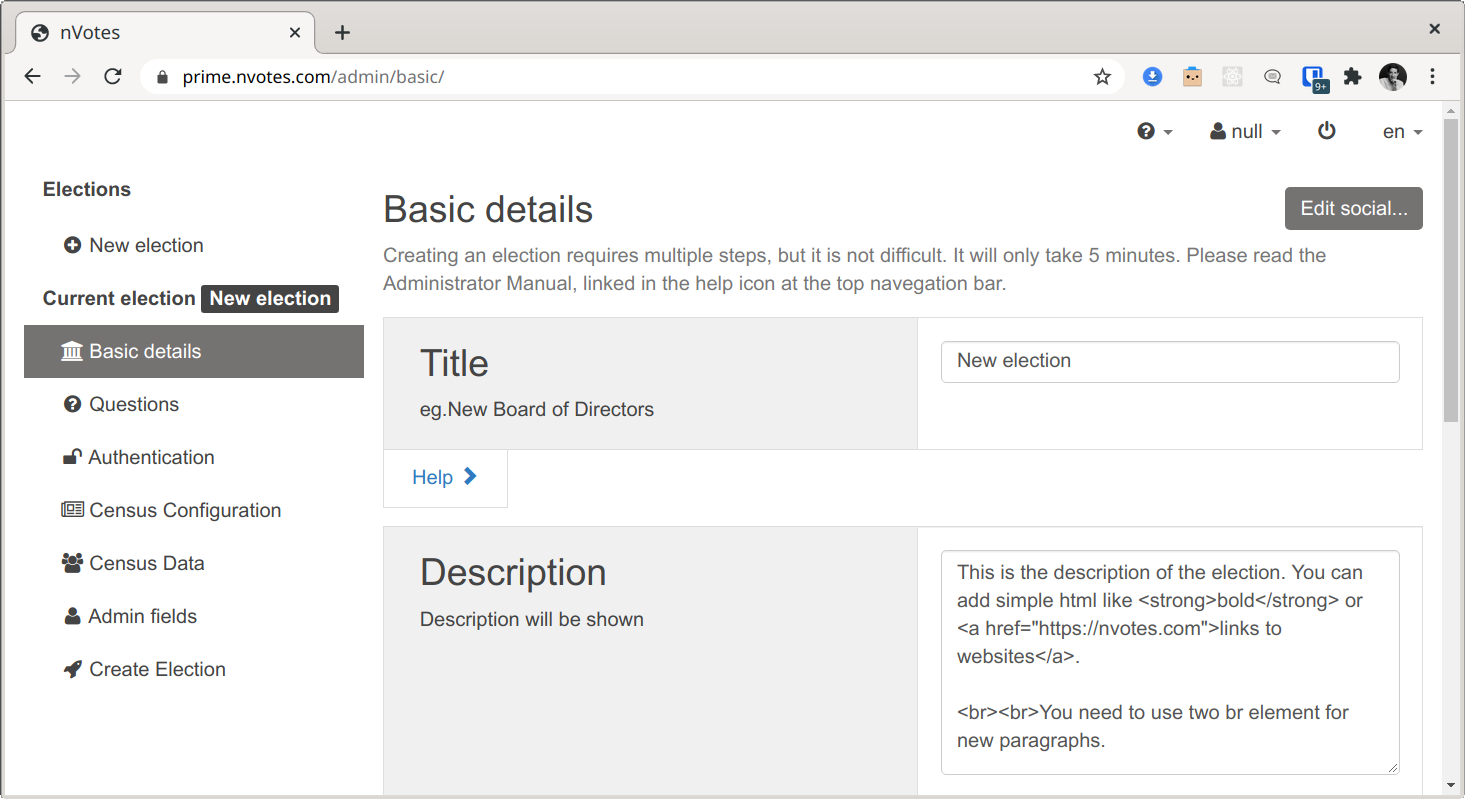 nVotes
prime.nvotes.com/admin/basic/
9+
null
en
Elections
New election
Current election New election
Basic details
Questions
Authentication
Census Configuration
Census Data
Admin fields
Create Election
Basic details
Edit social...
Creating an election requires multiple steps, but it is not difficult. It will only take 5 minutes. Please read the
Administrator Manual, linked in the help icon at the top navegation bar.
Title
eg.New Board of Directors
New election
Help
Description
Description will be shown
This is the description of the election. You can
add simple html like <strong>bold</strong> or
<a href="https://nvotes.com">links to
websites</a>.
<br><br>You need to use two br element for
new paragraphs.